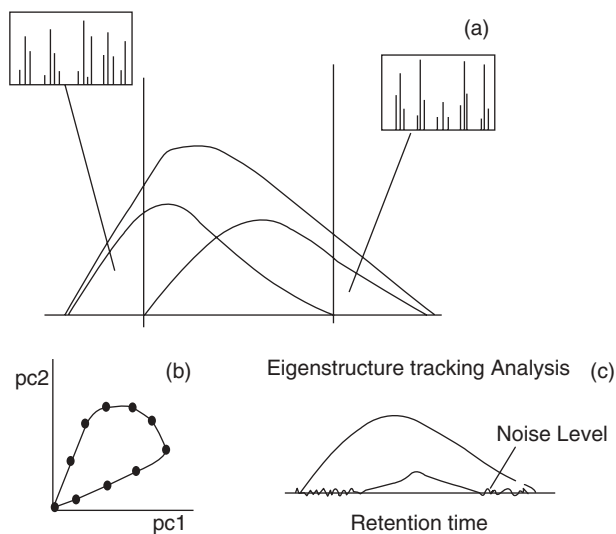 (a)
(b)
pc2
pc1
Eigenstructure tracking Analysis
(c)
Noise Level
Retention time